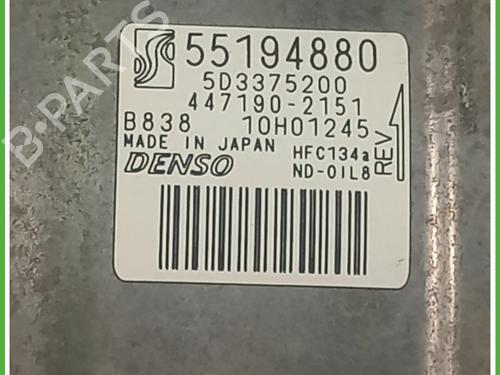 55194880
5D3375200
447190-2151
B838 10H01245
MADE IN JAPAN HFC134a
DENSO ND-OIL8
REV
B-PARTS